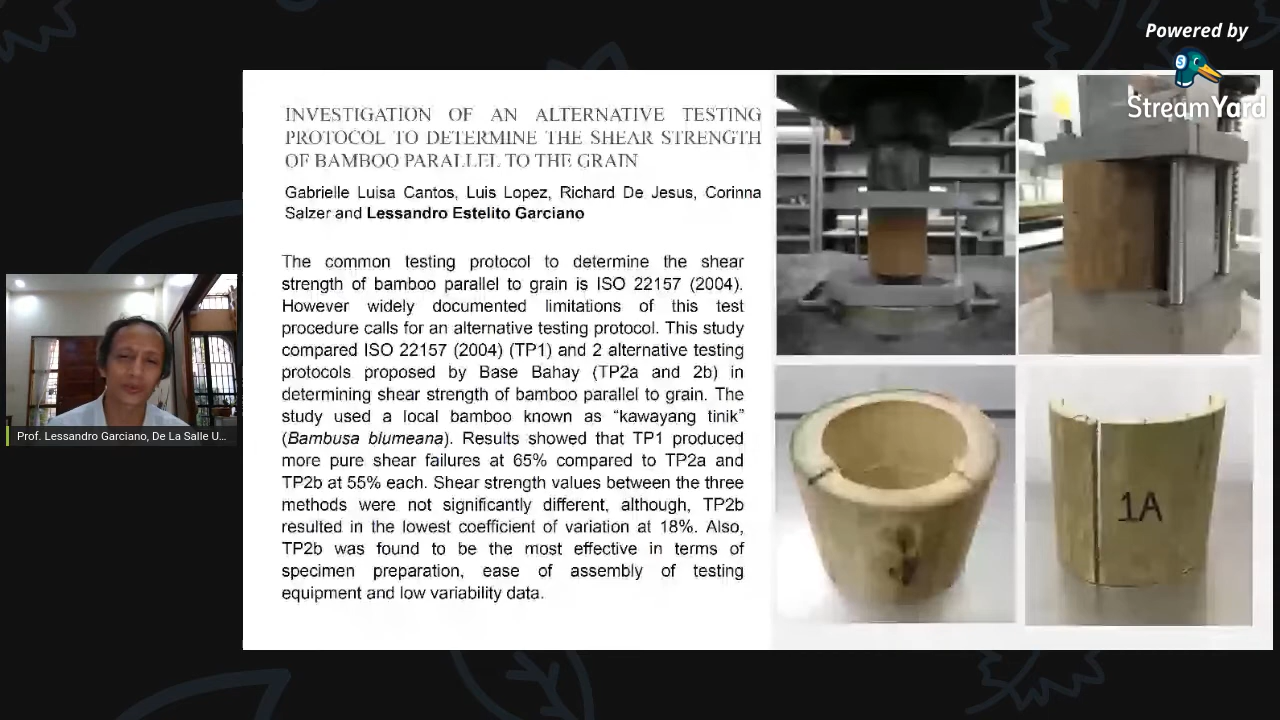 Powered by
StreamYard
INVESTIGATION OF AN ALTERNATIVE TESTING
PROTOCOL TO DETERMINE THE SHEAR STRENGTH
OF BAMBOO PARALLEL TO THE GRAIN
Gabrielle Luisa Cantos, Luis Lopez, Richard De Jesus, Corinna
Salzer and Lessandro Estelito Garciano
The common testing protocol to determine the shear
strength of bamboo parallel to grain is ISO 22157 (2004).
However widely documented limitations of this test
procedure calls for an alternative testing protocol. This study
compared ISO 22157 (2004) (TP1) and 2 alternative testing
protocols proposed by Base Bahay (TP2a and 2b) in
determining shear strength of bamboo parallel to grain. The
study used a local bamboo known as “kawayang tinik”
(Bambusa blumeana). Results showed that TP1 produced
more pure shear failures at 65% compared to TP2a and
TP2b at 55% each. Shear strength values between the three
methods were not significantly different, although, TP2b
resulted in the lowest coefficient of variation at 18%. Also,
TP2b was found to be the most effective in terms of
specimen preparation, ease of assembly of testing
equipment and low variability data.
1A
Prof. Lessandro Garciano, De La Salle U...